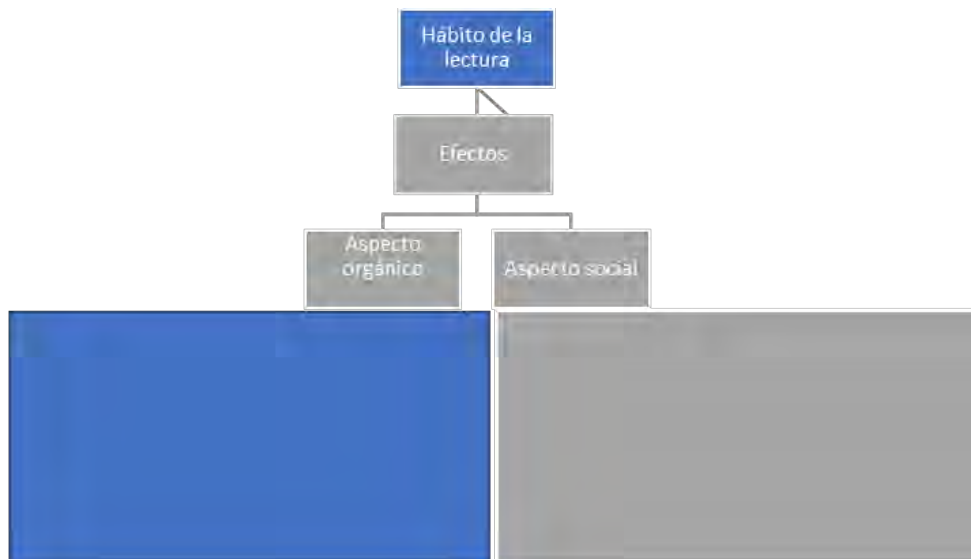 Hábito de la
lectura
Efectos
Aspecto
orgánico
Aspecto social